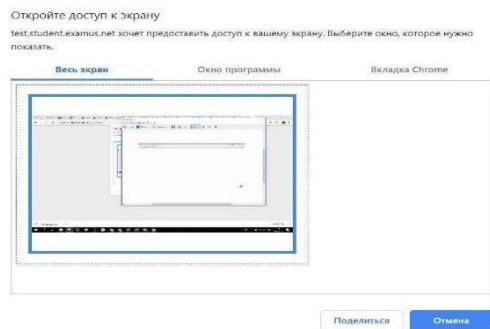 Откройте доступ к экрану
test.student.examus.net хочет предоставить доступ к вашему экрану. Выберите окно, которое нужно
показать.
Весь экран Окно программы Вкладка Chrome
Поделиться Отмена